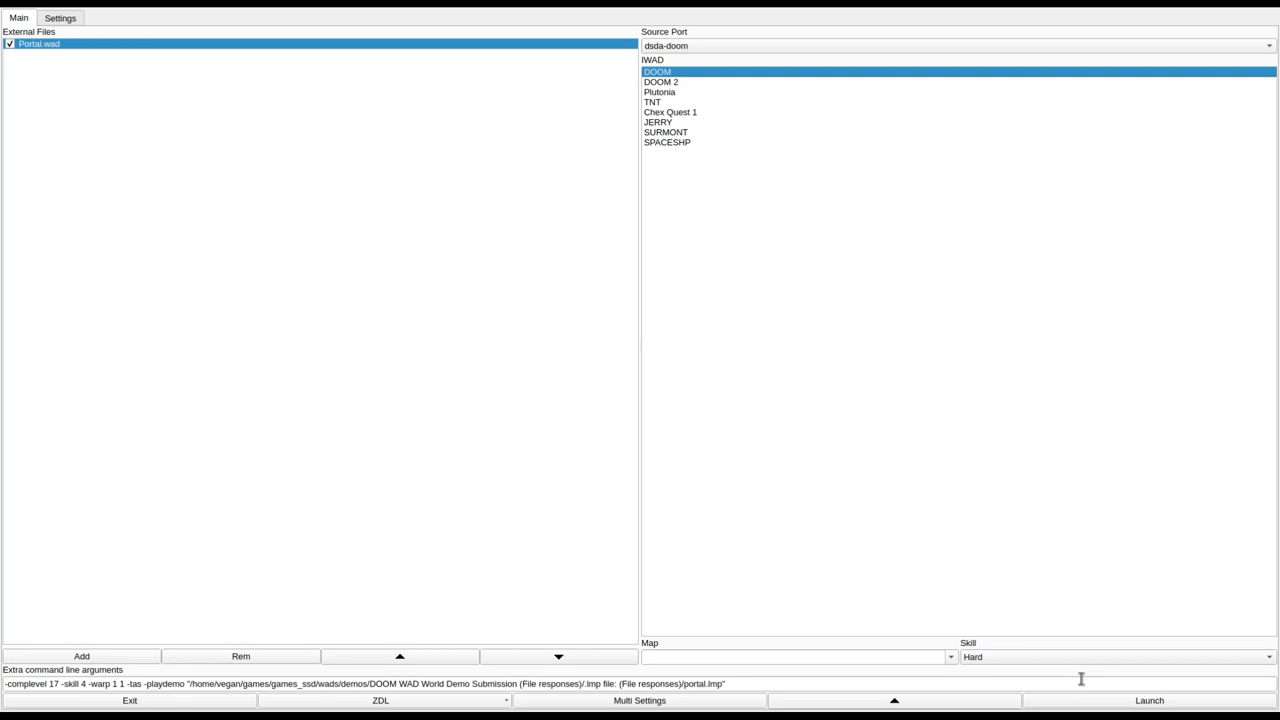 Main Settings
External Files
Portal.wad
Source Port
dsda-doom
IWAD
DOOM
DOOM 2
Plutonia
TNT
Chex Quest 1
JERRY
SURMONT
SPACESHP
Map
Skill
Hard
Add Rem
Extra command line arguments
-complevel 17 -skill 4 -warp 1 1 -tas -playdemo "/home/vegan/games/games_ssd/wads/demos/DOOM WAD World Demo Submission (File responses)/.lmp file: (File responses)/portal.lmp"
Exit ZDL Multi Settings Launch